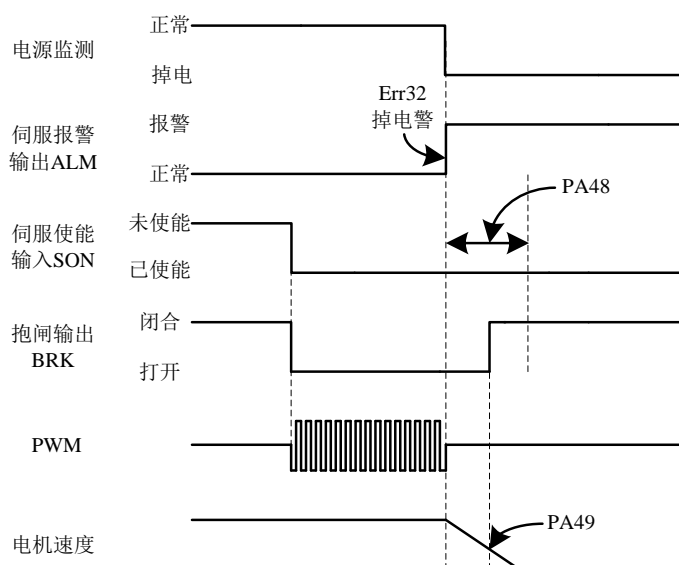 电源监测
正常
掉电
Err32
掉电警
伺服报警
输出ALM
报警
正常
PA48
伺服使能
输入SON
未使能
已使能
抱闸输出
BRK
闭合
打开
PWM
电机速度
PA49